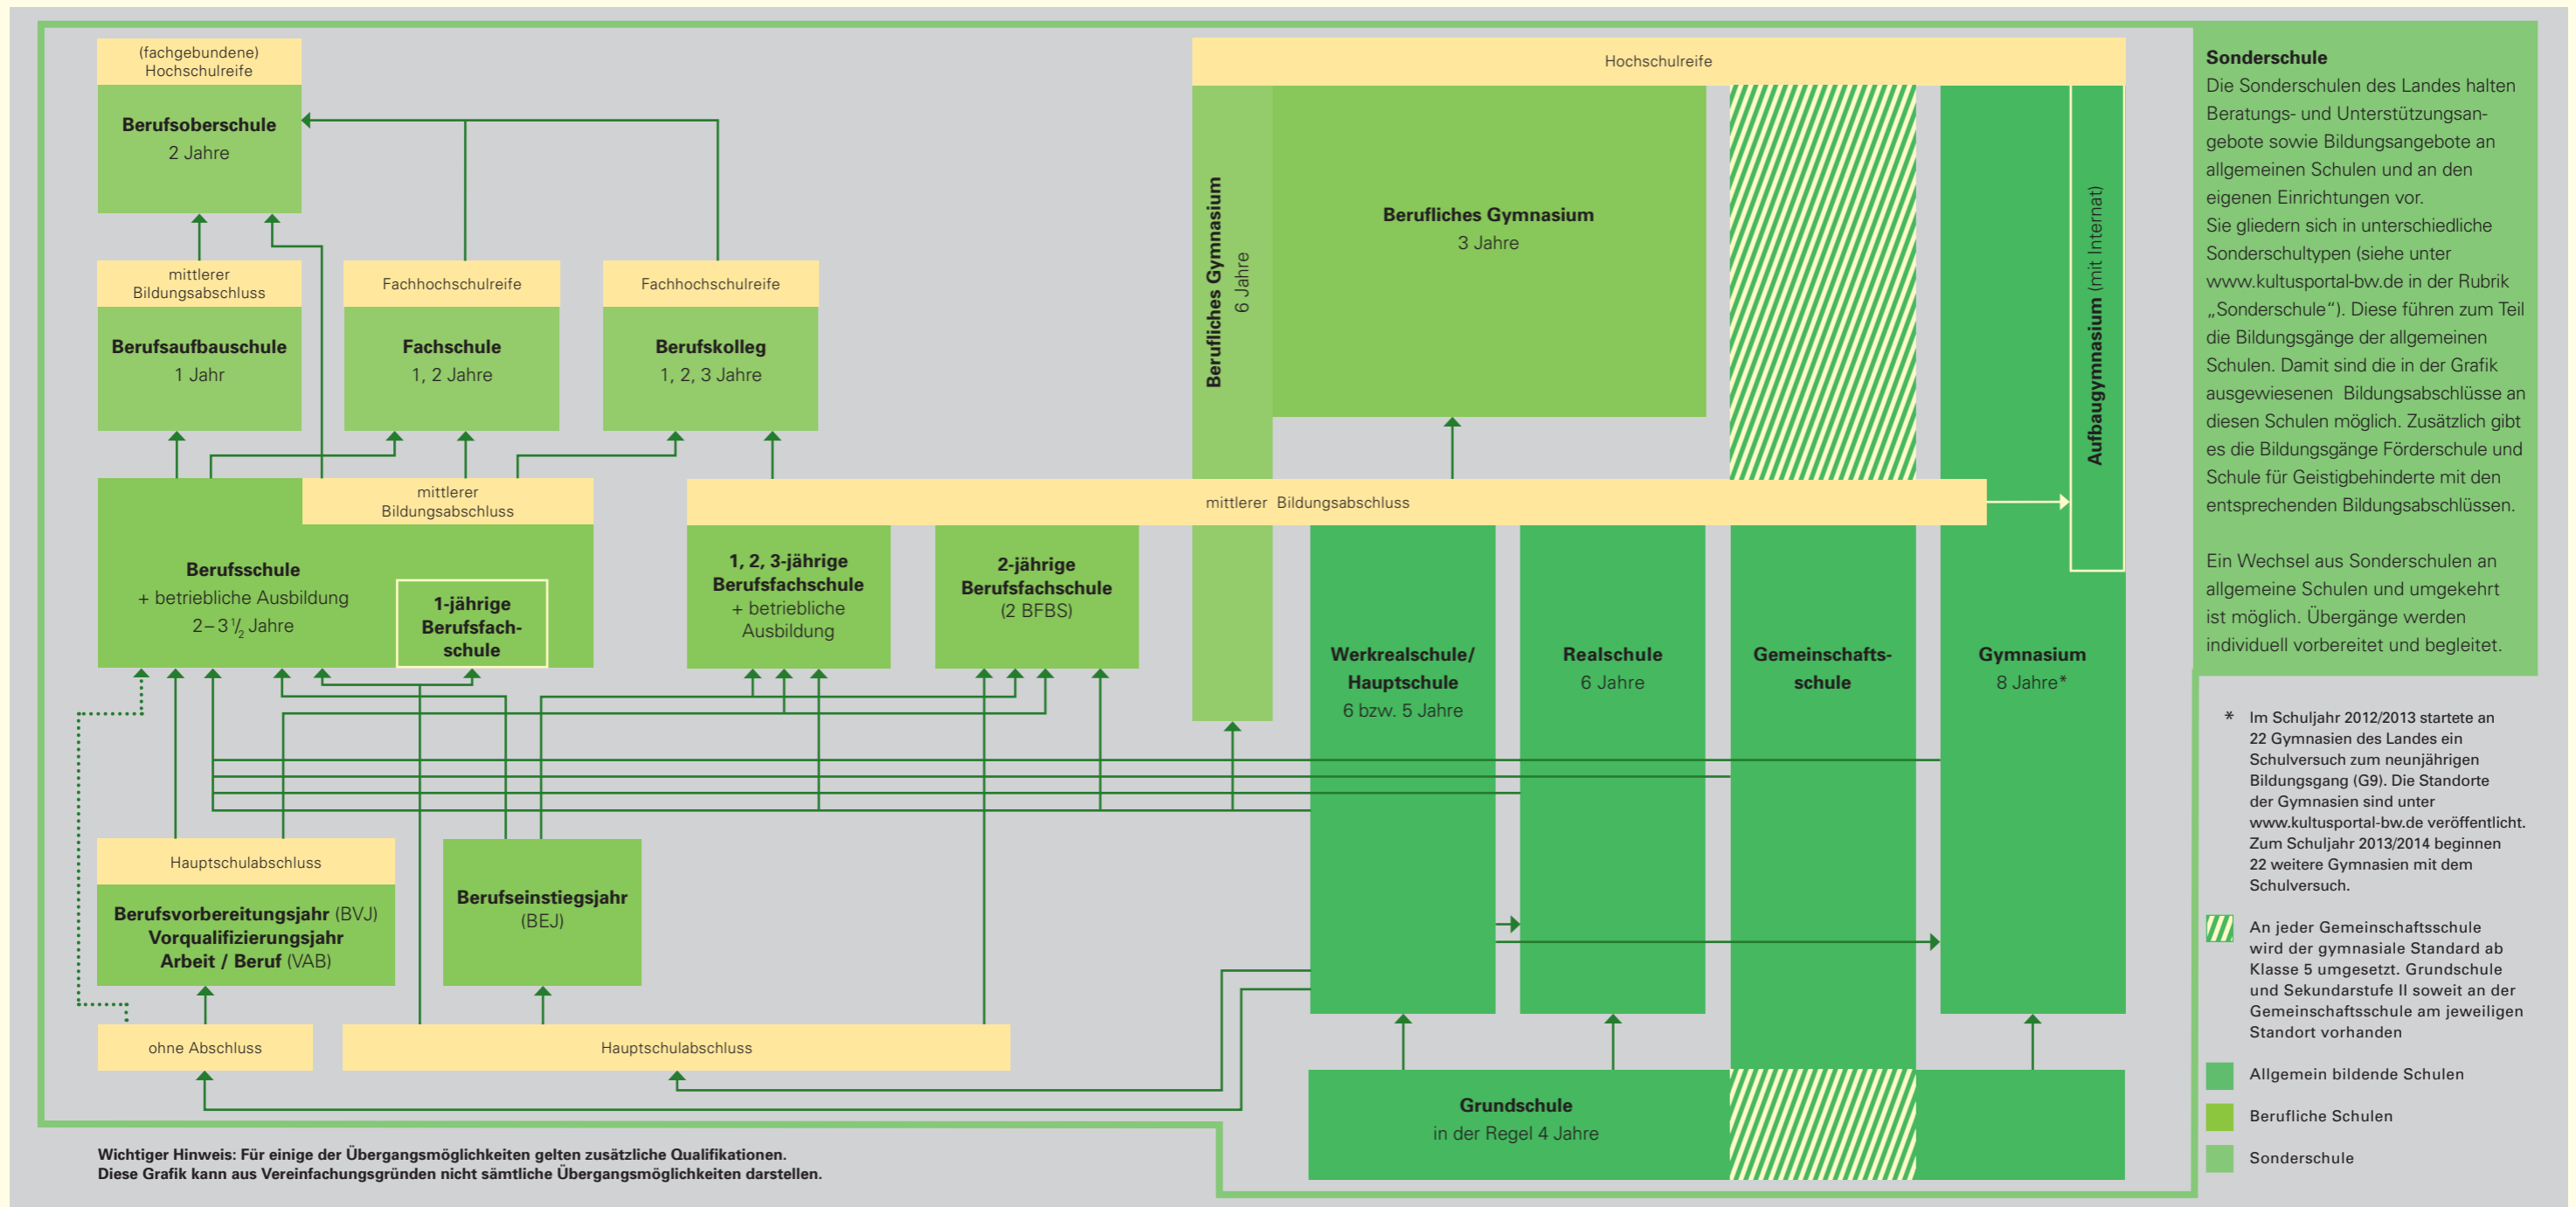 (fachgebundene)
Hochschulreife
Berufsoberschule
2 Jahre
mittlerer
Bildungsabschluss
Berufsaufbauschule
1 Jahr
Fachhochschulreife
Fachschule
1, 2 Jahre
Fachhochschulreife
Berufskolleg
1, 2, 3 Jahre
mittlerer
Bildungsabschluss
Berufsschule
+ betriebliche Ausbildung
2–3 1/2 Jahre
1-jährige
Berufsfach-
schule
1, 2, 3-jährige
Berufsfachschule
+ betriebliche
Ausbildung
2-jährige
Berufsfachschule
(2 BFBS)
Hauptschulabschluss
Berufsvorbereitungsjahr (BVJ)
Vorqualifizierungsjahr
Arbeit / Beruf (VAB)
Berufseinstiegsjahr
(BEJ)
ohne Abschluss
Hauptschulabschluss
Wichtiger Hinweis: Für einige der Übergangsmöglichkeiten gelten zusätzliche Qualifikationen.
Diese Grafik kann aus Vereinfachungsgründen nicht sämtliche Übergangsmöglichkeiten darstellen.
Hochschulreife
Berufliches Gymnasium
6 Jahre
Berufliches Gymnasium
3 Jahre
Aufbaugymnasium (mit Internat)
mittlerer Bildungsabschluss
Werkrealschule/
Hauptschule
6 bzw. 5 Jahre
Realschule
6 Jahre
Gemeinschafts-
schule
Gymnasium
8 Jahre*
Grundschule
in der Regel 4 Jahre
Sonderschule
Die Sonderschulen des Landes halten
Beratungs- und Unterstützungsan-
gebote sowie Bildungsangebote an
allgemeinen Schulen und an den
eigenen Einrichtungen vor.
Sie gliedern sich in unterschiedliche
Sonderschultypen (siehe unter
www.kultusportal-bw.de in der Rubrik
„Sonderschule“). Diese führen zum Teil
die Bildungsgänge der allgemeinen
Schulen. Damit sind die in der Grafik
ausgewiesenen Bildungsabschlüsse an
diesen Schulen möglich. Zusätzlich gibt
es die Bildungsgänge Förderschule und
Schule für Geistigbehinderte mit den
entsprechenden Bildungsabschlüssen.
Ein Wechsel aus Sonderschulen an
allgemeine Schulen und umgekehrt
ist möglich. Übergänge werden
individuell vorbereitet und begleitet.
* Im Schuljahr 2012/2013 startete an
22 Gymnasien des Landes ein
Schulversuch zum neunjährigen
Bildungsgang (G9). Die Standorte
der Gymnasien sind unter
www.kultusportal-bw.de veröffentlicht.
Zum Schuljahr 2013/2014 beginnen
22 weitere Gymnasien mit dem
Schulversuch.
An jeder Gemeinschaftsschule
wird der gymnasiale Standard ab
Klasse 5 umgesetzt. Grundschule
und Sekundarstufe II soweit an der
Gemeinschaftsschule am jeweiligen
Standort vorhanden
Allgemein bildende Schulen
Berufliche Schulen
Sonderschule